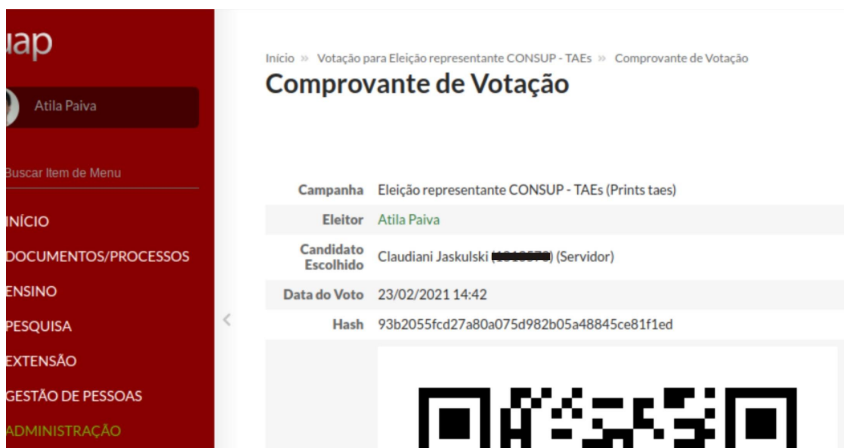 uap
Atila Paiva
Buscar Item de Menu
INÍCIO
DOCUMENTOS/PROCESSOS
ENSINO
PESQUISA
EXTENSÃO
GESTÃO DE PESSOAS
ADMINISTRAÇÃO
Início » Votação para Eleição representante CONSUP - TAEs » Comprovante de Votação
Comprovante de Votação
Campanha Eleição representante CONSUP - TAEs (Prints taes)
Eleitor Atila Paiva
Candidato
Escolhido Claudiani Jaskulski (Servidor)
Data do Voto 23/02/2021 14:42
Hash 93b2055fcd27a80a075d982b05a48845ce81f1ed